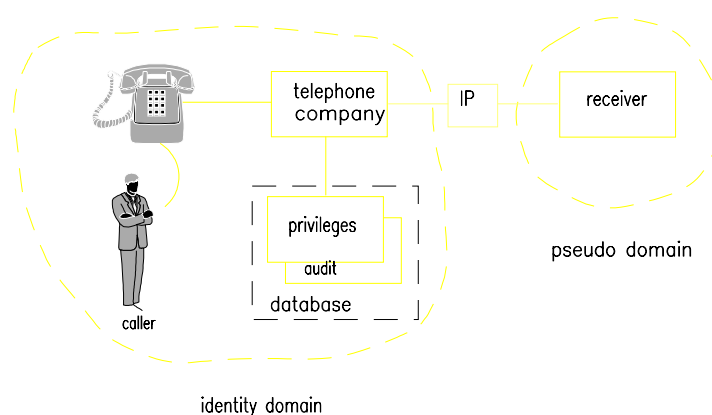 telephone
company
IP
receiver
privileges
audit
database
caller
pseudo domain
identity domain